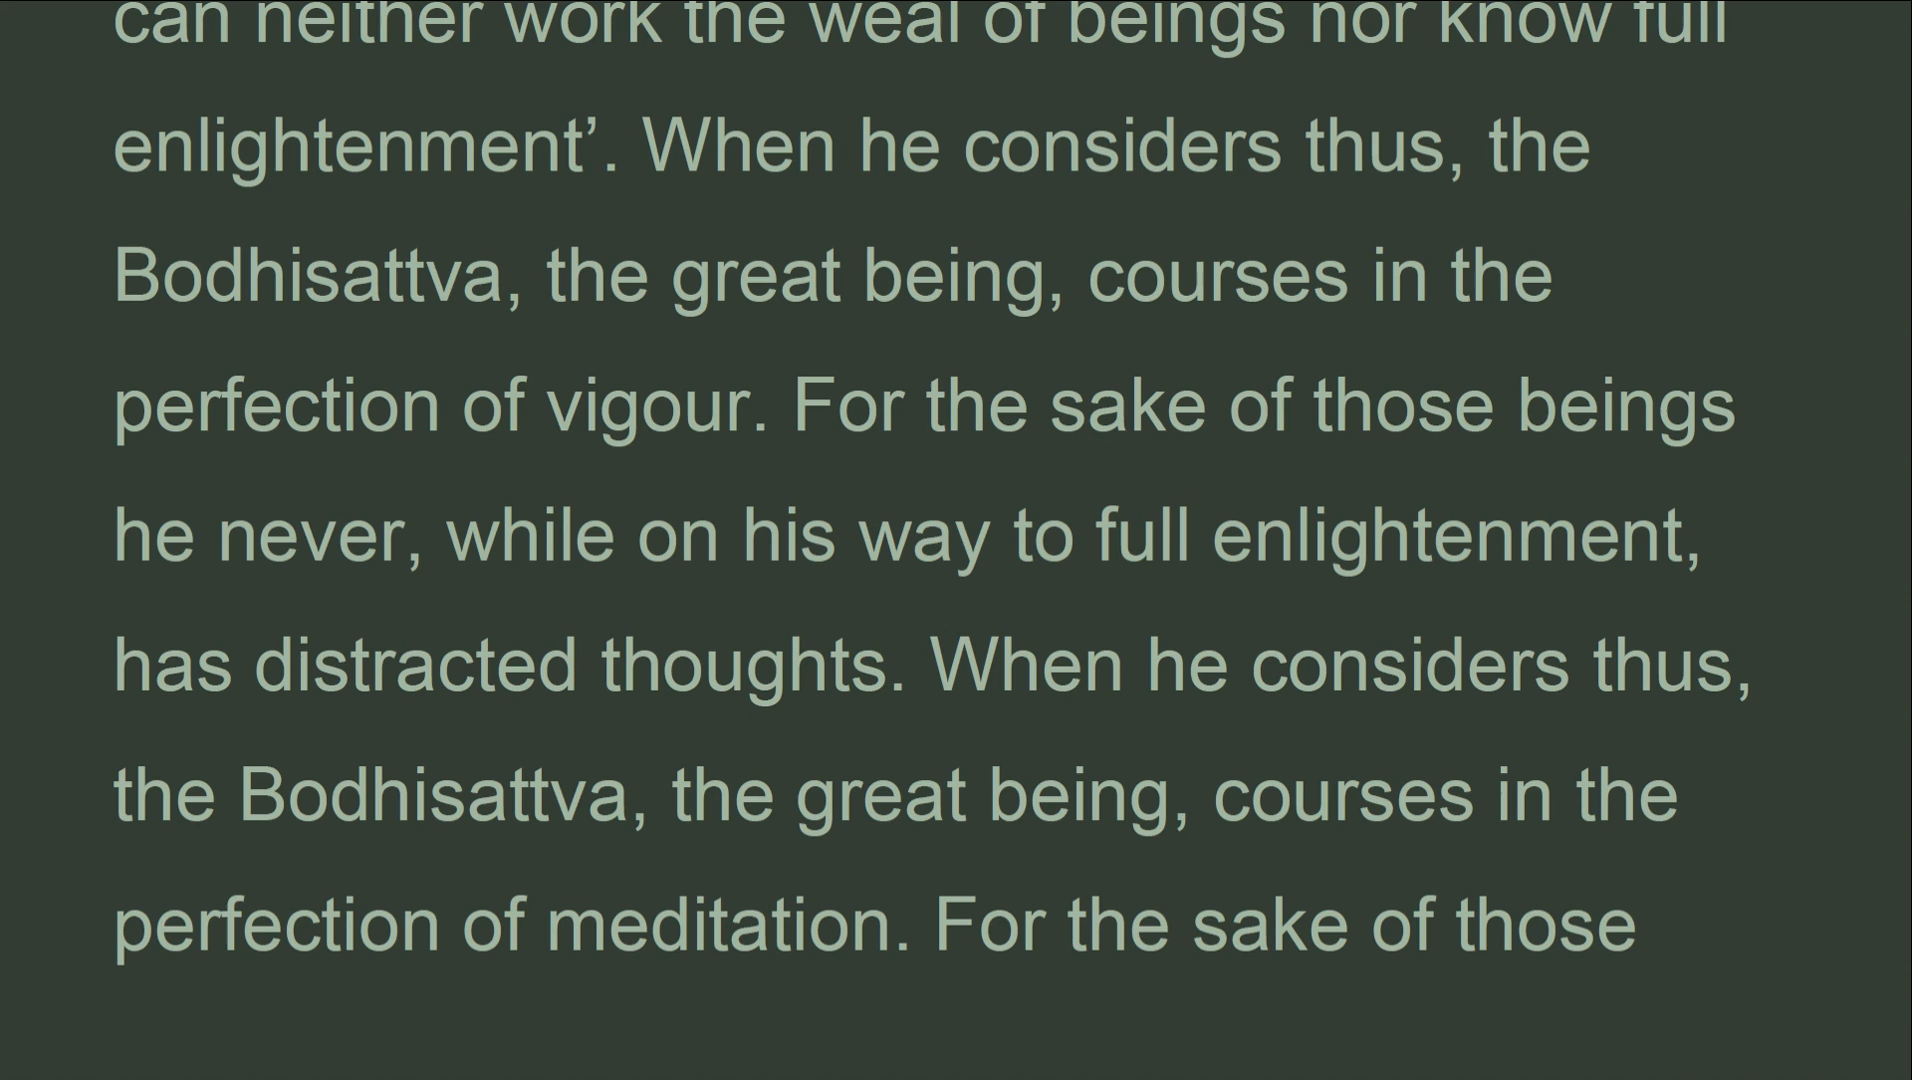 can neither work the weal of beings nor know full
enlightenment’. When he considers thus, the
Bodhisattva, the great being, courses in the
perfection of vigour. For the sake of those beings
he never, while on his way to full enlightenment,
has distracted thoughts. When he considers thus,
the Bodhisattva, the great being, courses in the
perfection of meditation. For the sake of those